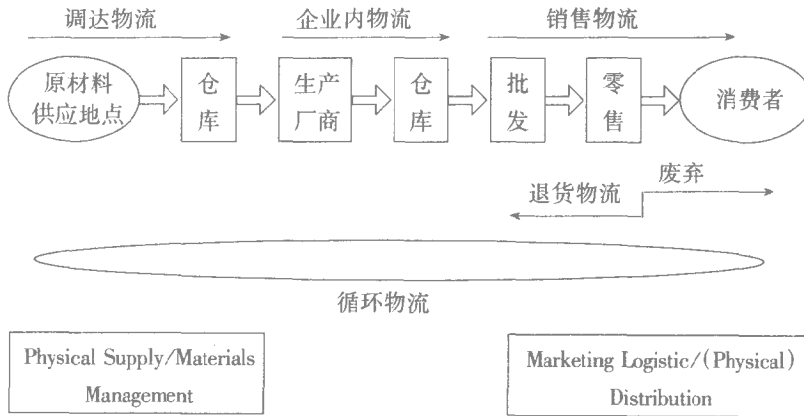 调达物流 企业内物流 销售物流
原材料
供应地点
仓
库
生产
厂商
仓
库
批
发
零
售
消费者
退货物流
废弃
循环物流
Physical Supply/Materials
Management
Marketing Logistic/(Physical)
Distribution